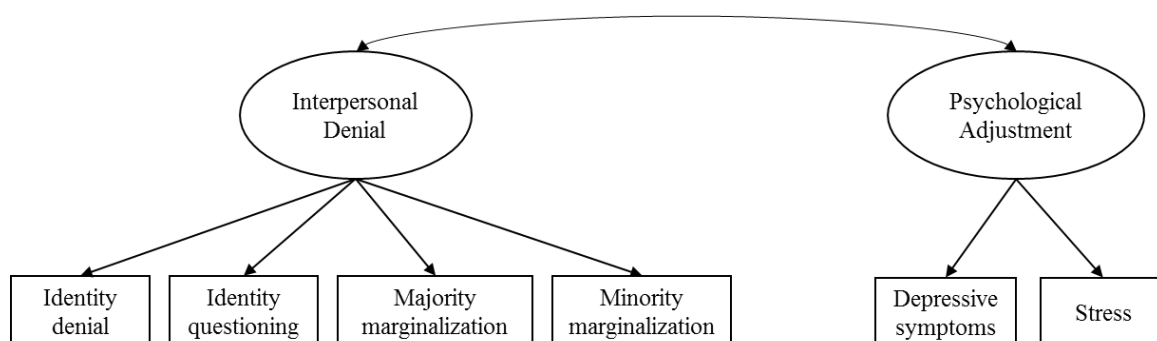 Interpersonal
Denial
Psychological
Adjustment
Identity
denial
Identity
questioning
Majority
marginalization
Minority
marginalization
Depressive
symptoms
Stress